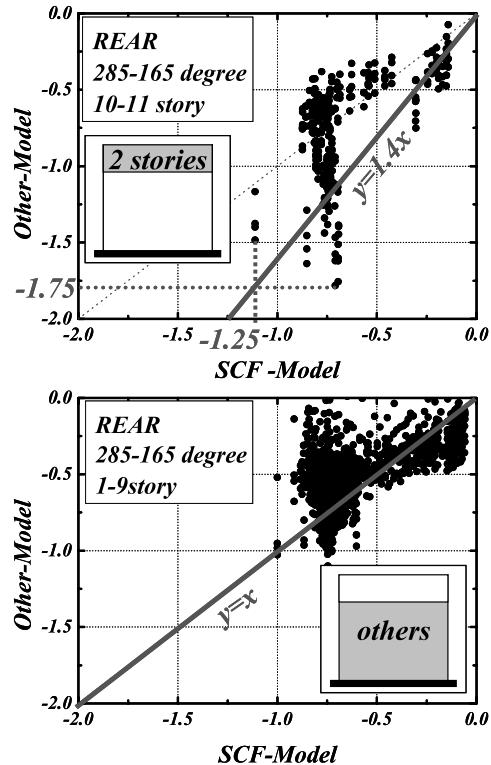 0.0
REAR
285-165 degree
10-11 story
-0.5
2 stories
-1.0
Other-Model
y=1.4x
-1.5
-1.75
-2.0
-2.0
-1.5
-1.0
-0.5
0.0
-1.25
SCF -Model
0.0
REAR
285-165 degree
1-9story
-0.5
-1.0
Other-Model
y=x
others
-1.5
-2.0
-2.0
-1.5
-1.0
-0.5
0.0
SCF-Model